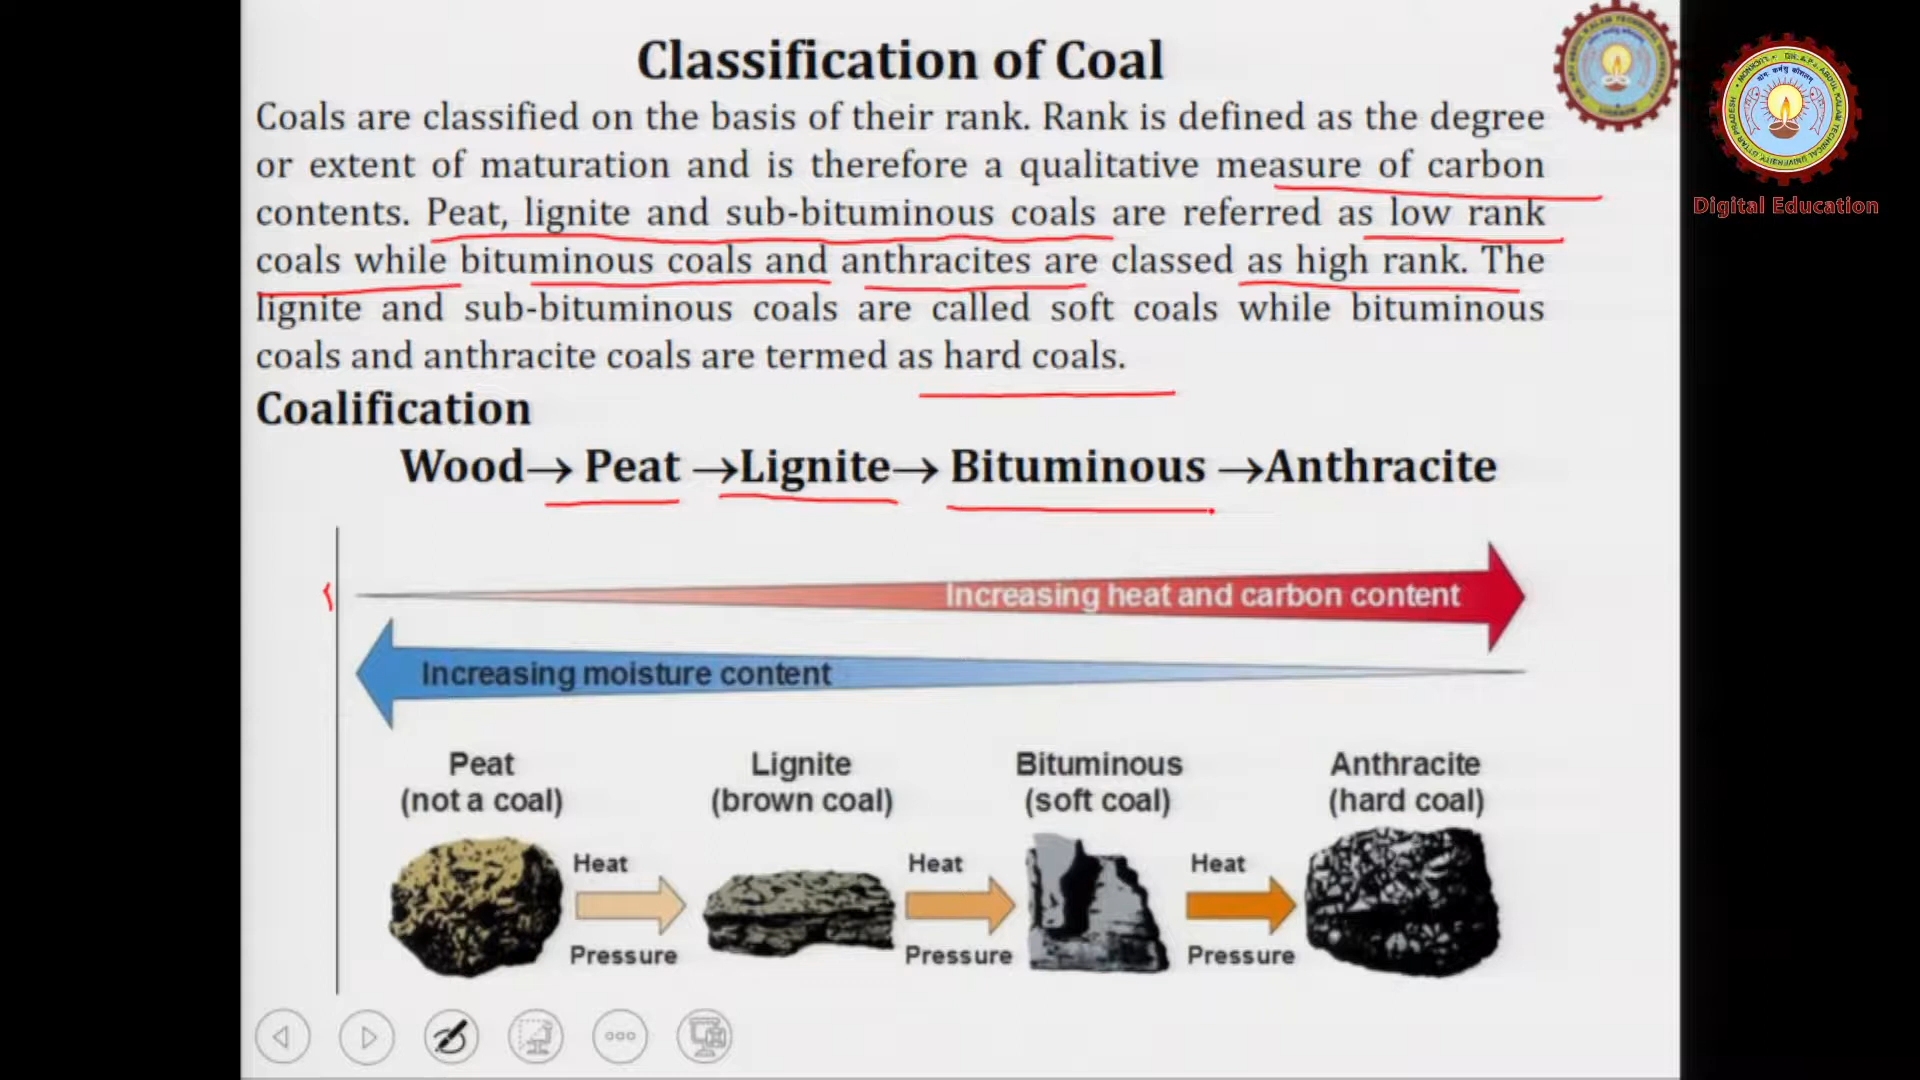 Classification of Coal
Coals are classified on the basis of their rank. Rank is defined as the degree
or extent of maturation and is therefore a qualitative measure of carbon
contents. Peat, lignite and sub-bituminous coals are referred as low rank
coals while bituminous coals and anthracites are classed as high rank. The
lignite and sub-bituminous coals are called soft coals while bituminous
coals and anthracite coals are termed as hard coals.
Digital Education
Coalification
Wood→ Peat →Lignite→ Bituminous →Anthracite
Increasing heat and carbon content
Increasing moisture content
Peat
(not a coal)
Lignite
(brown coal)
Bituminous
(soft coal)
Anthracite
(hard coal)
Heat
Pressure
Heat
Pressure
Heat
Pressure